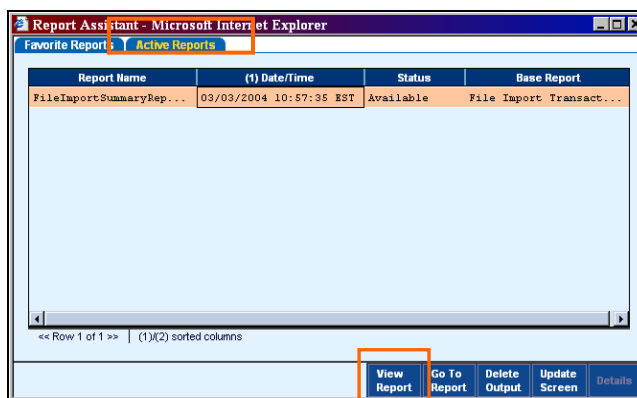 Report Assistant - Microsoft Internet Explorer
Favorite Reports Active Reports
Report Name (1) Date/Time Status Base Report
FileImportSummaryRep... 03/03/2004 10:57:35 EST Available File Import Transact...
<< Row 1 of 1 >> (1)/(2) sorted columns
View Report Go To Report Delete Output Update Screen Details